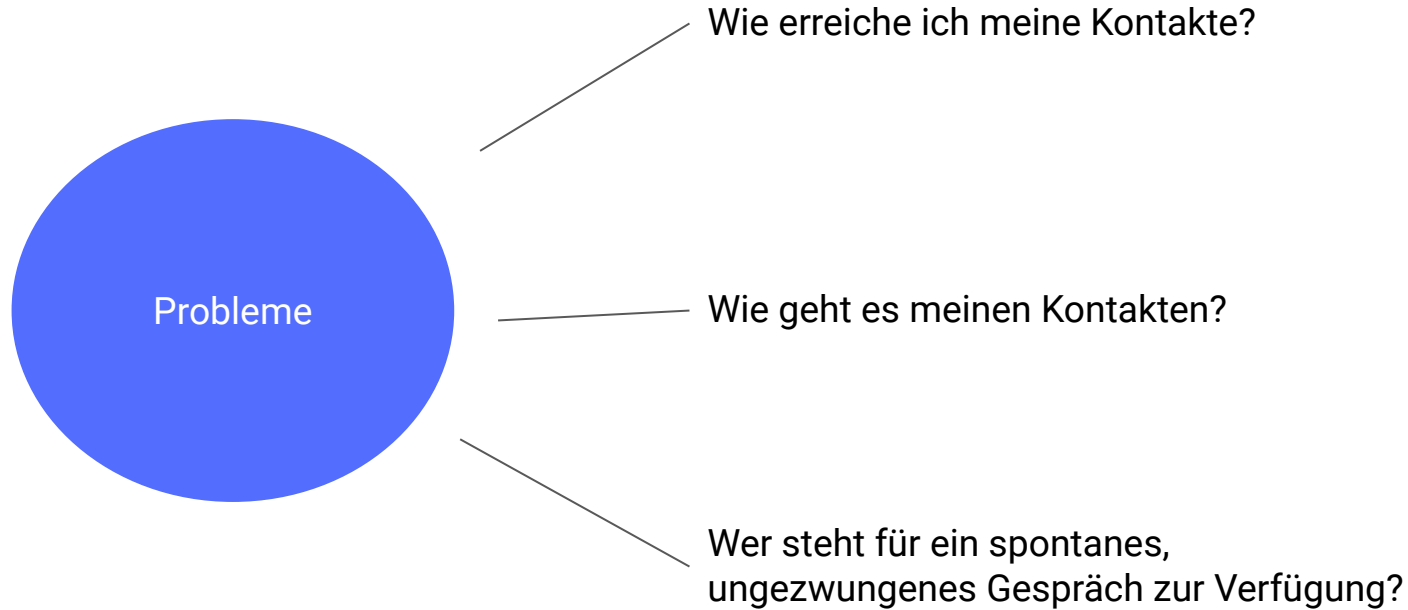 Wie erreiche ich meine Kontakte?
Probleme
Wie geht es meinen Kontakten?
Wer steht für ein spontanes,
ungezwungenes Gespräch zur Verfügung?